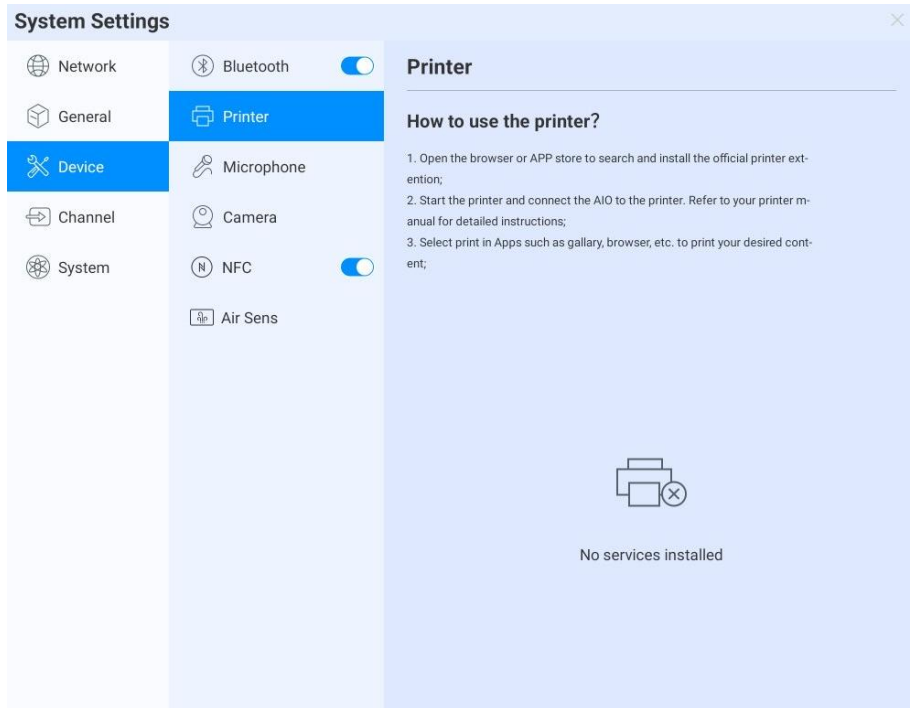 System Settings
Network
General
Device
Channel
System
Bluetooth
Printer
Microphone
Camera
NFC
Air Sens
Printer
How to use the printer?
1. Open the browser or APP store to search and install the official printer ext-
ention;
2. Start the printer and connect the AIO to the printer. Refer to your printer m-
anual for detailed instructions;
3. Select print in Apps such as gallary, browser, etc. to print your desired cont-
ent;
No services installed